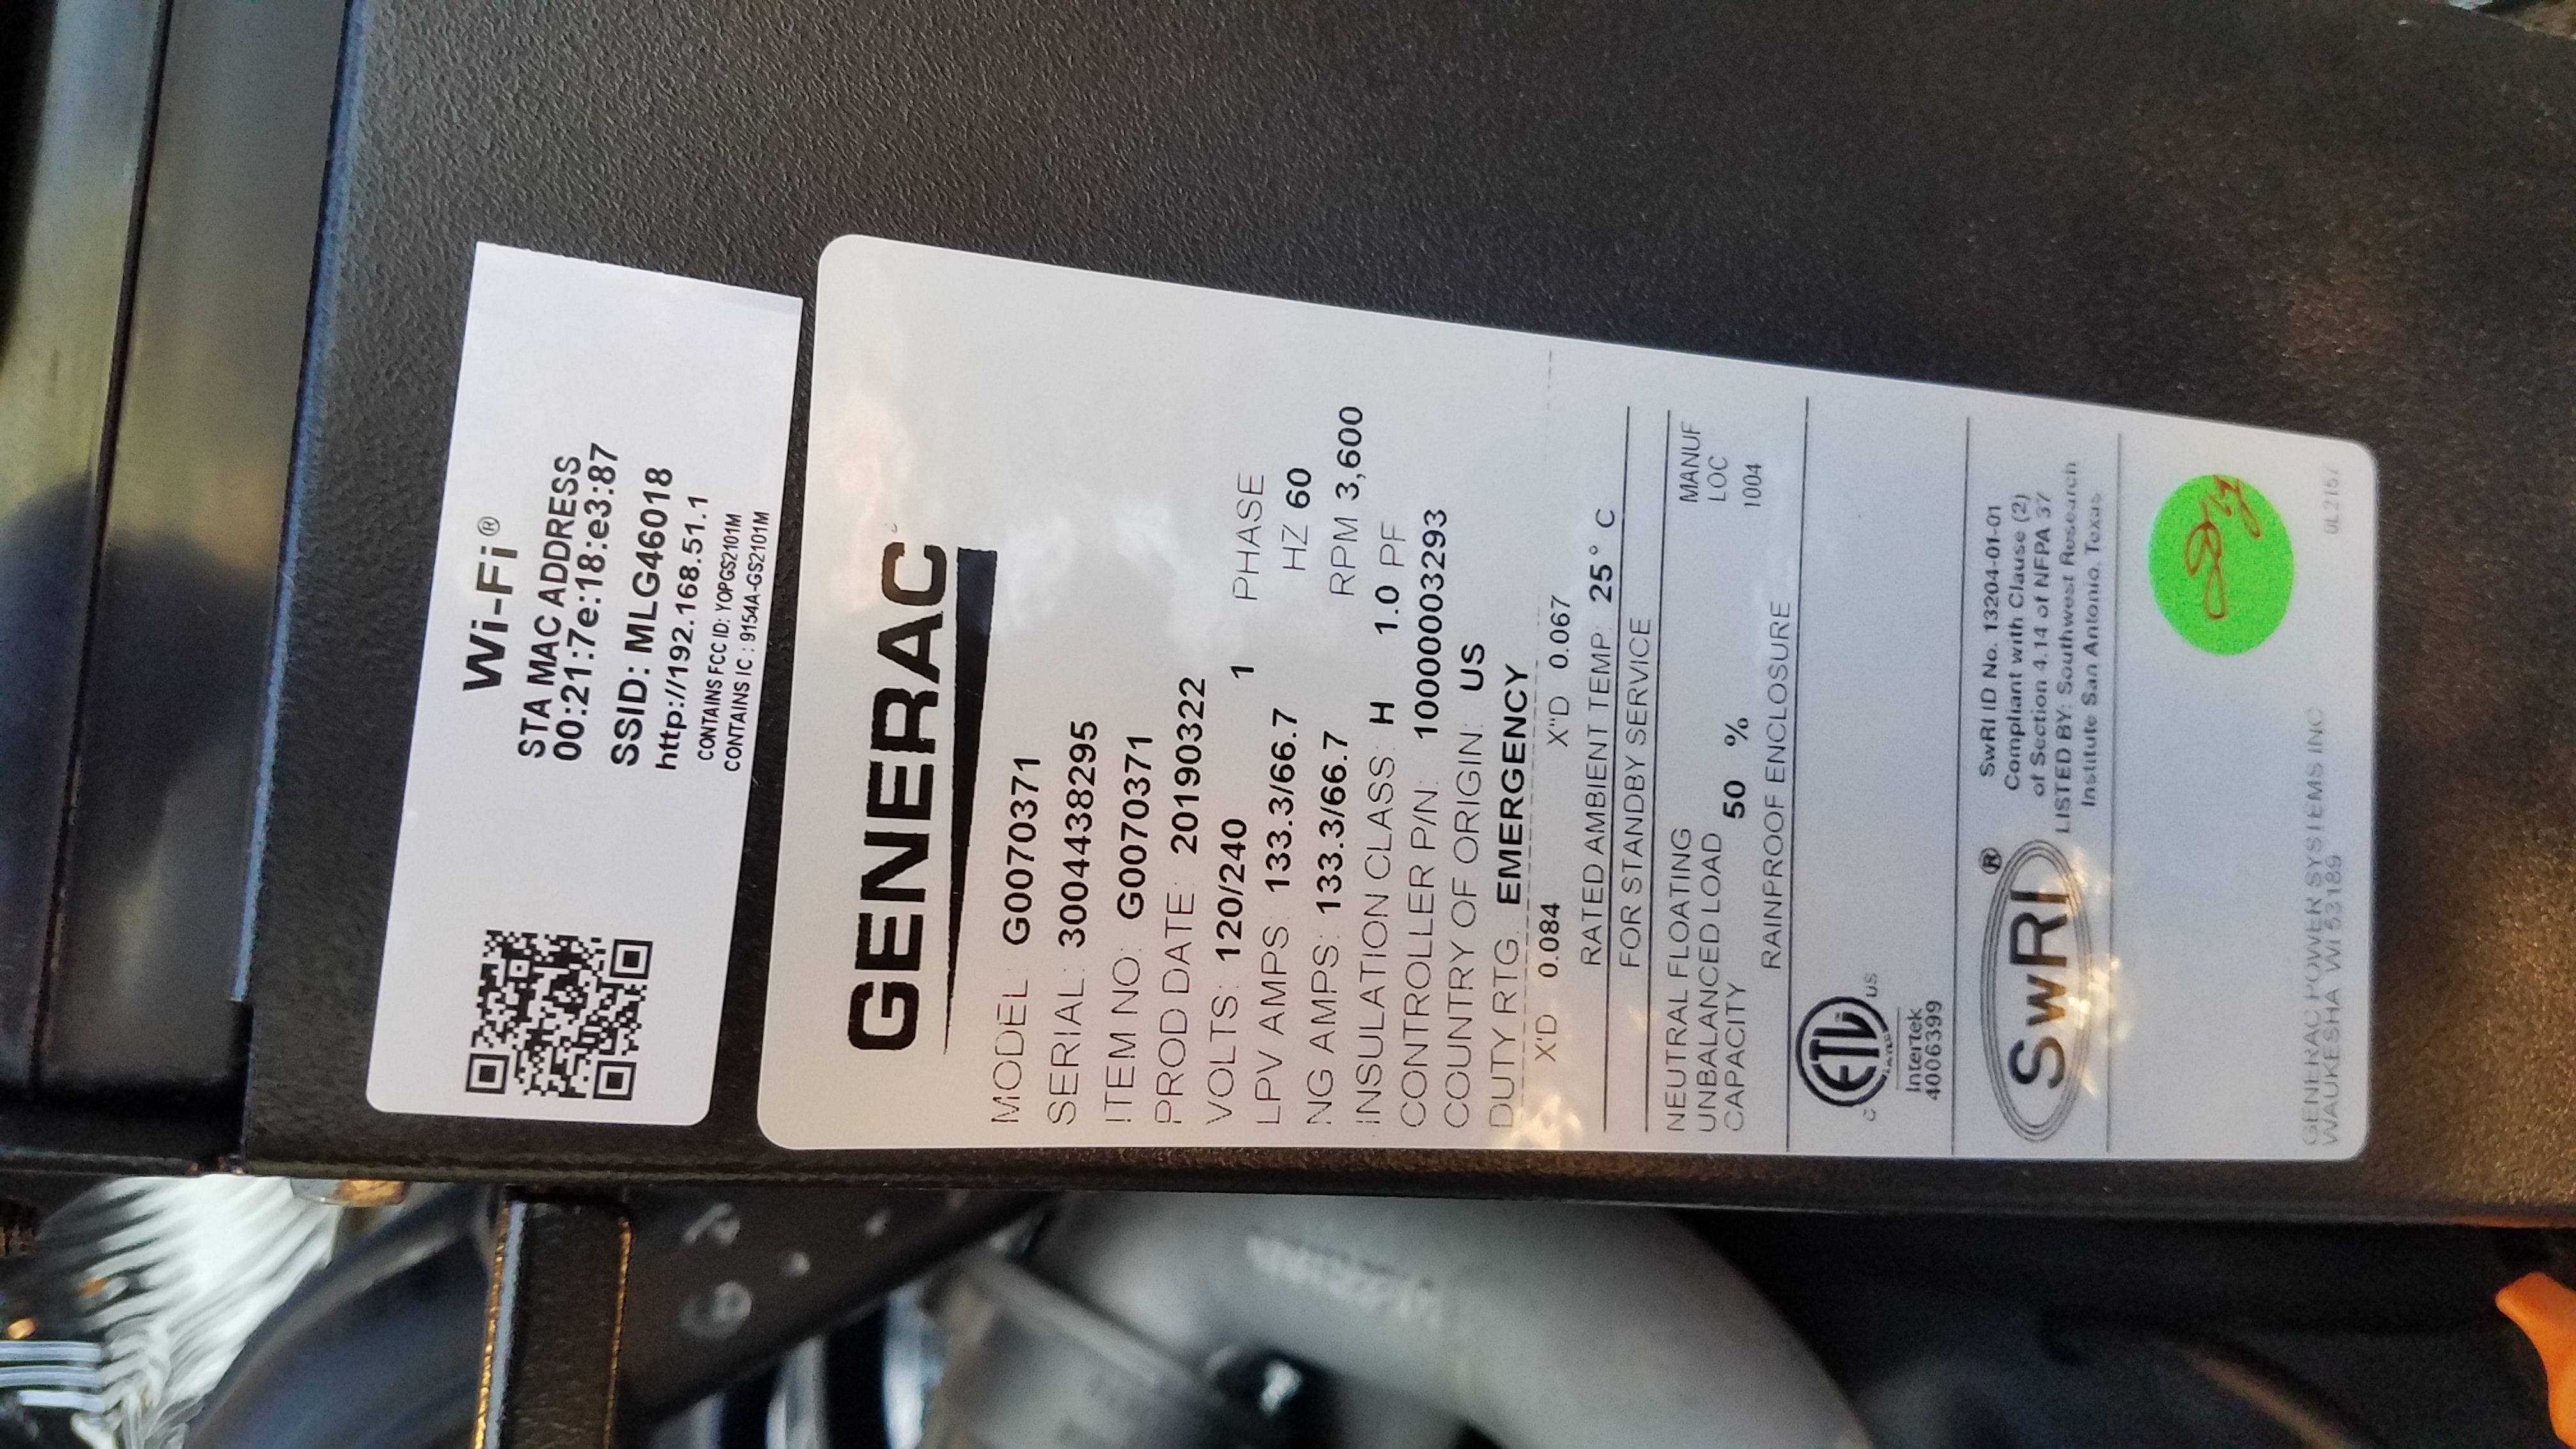 Wi-Fi®
STA MAC ADDRESS
00:21:7e:18:e3:87
SSID: MLG46018
http://192.168.51.1
CONTAINS FCC ID: YOPGS2101M
CONTAINS IC : 9154A-GS2101M
GENERAC
MODEL: G0070371
SERIAL: 3004438295
ITEM NO: G0070371
PROD DATE: 20190322
VOLTS: 120/240 1 PHASE
LPV AMPS: 133.3/66.7 HZ 60
NG AMPS: 133.3/66.7 RPM 3,600
INSULATION CLASS: H 1.0 PF
CONTROLLER P/N: 10000003293
COUNTRY OF ORIGIN: US
DUTY RTG. EMERGENCY
X'D 0.084 X"D 0.067
RATED AMBIENT TEMP: 25° C
FOR STANDBY SERVICE
NEUTRAL FLOATING
UNBALANCED LOAD
CAPACITY 50 %
MANUF
LOC
1004
RAINPROOF ENCLOSURE
C ETL US
LISTED
Intertek
4006399
SwRI®
SwRI ID No. 13204-01-01
Compliant with Clause (2)
of Section 4.14 of NFPA 37
LISTED BY: Southwest Research
Institute San Antonio, Texas
GENERAC POWER SYSTEMS INC
WAUKESHA WI 53189
UL2157